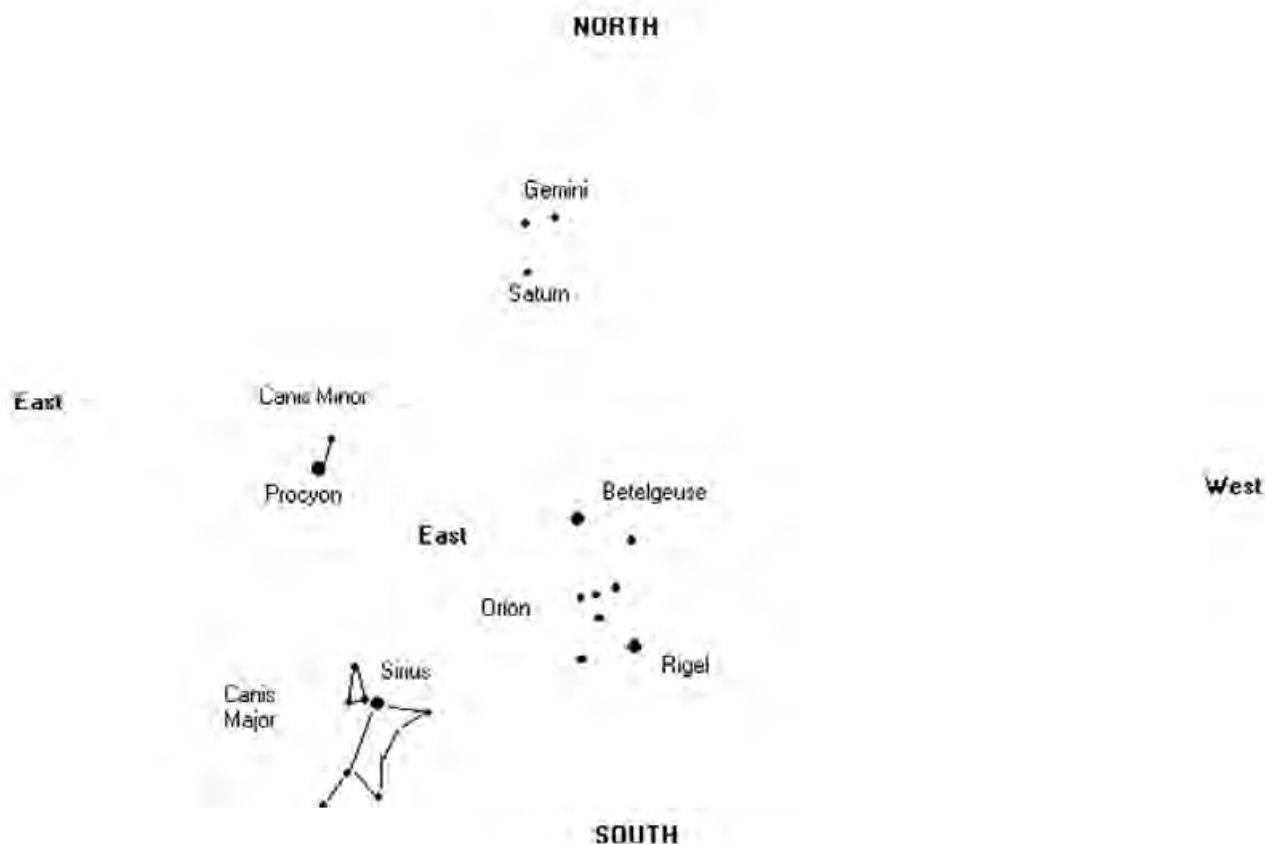 NORTH
Gemini
Saturn
East
Canis Minor
Procyon
Betelgeuse
West
East
Orion
Sirius
Rigel
Canis
Major
SOUTH